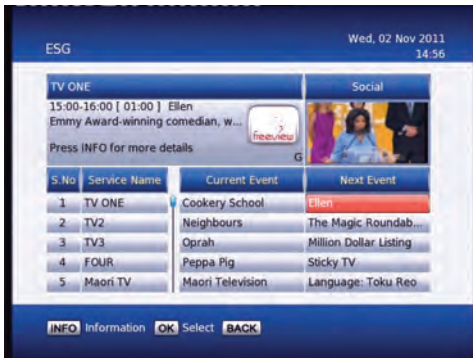 ESG
Wed, 02 Nov 2011
14:56
TV ONE
Social
15:00-16:00 [ 01:00 ] Ellen
Emmy Award-winning comedian, w...
freeview
Press INFO for more details
G
S.No Service Name Current Event Next Event
1 TV ONE Cookery School Ellen
2 TV2 Neighbours The Magic Roundab...
3 TV3 Oprah Million Dollar Listing
4 FOUR Peppa Pig Sticky TV
5 Maori TV Maori Television Language: Toku Reo
INFO Information OK Select BACK